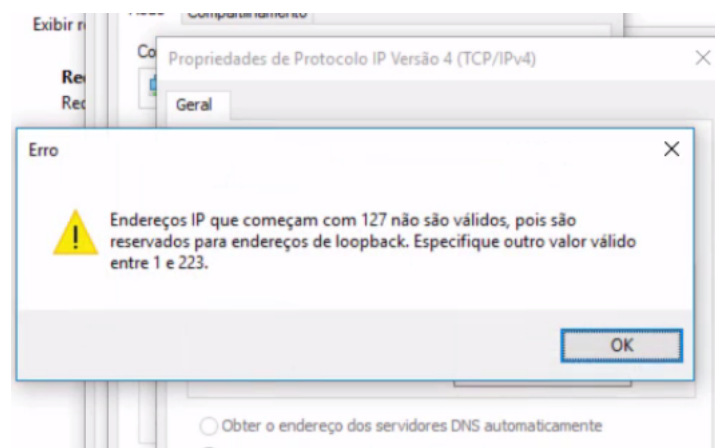 Compartilhamento
Exibir r
Co
Propriedades de Protocolo IP Versão 4 (TCP/IPv4)
Re
Rec
Geral
Erro
Endereços IP que começam com 127 não são válidos, pois são
reservados para endereços de loopback. Especifique outro valor válido
entre 1 e 223.
OK
Obter o endereço dos servidores DNS automaticamente